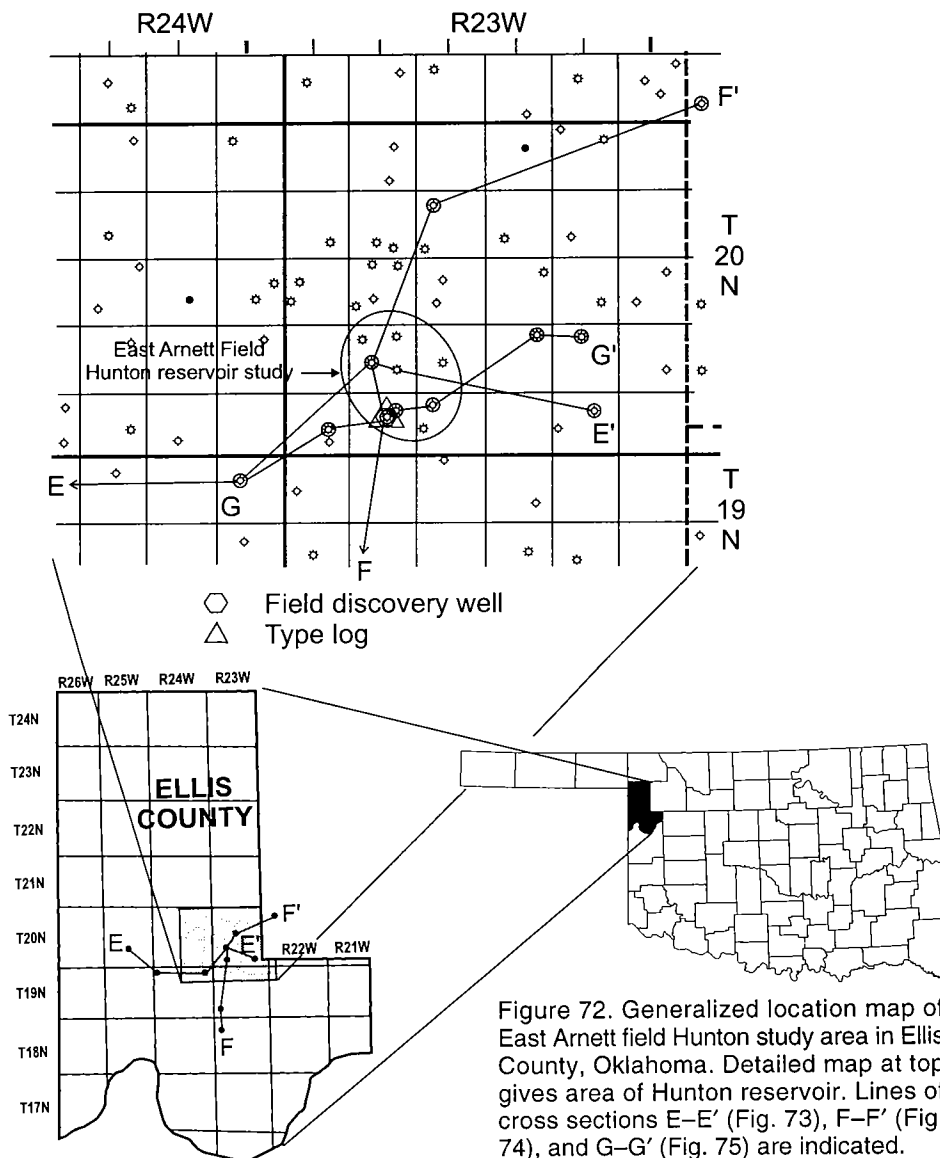 R24W R23W
F'
T
20
N
East Arnett Field
Hunton reservoir study
G'
E'
E
G
T
19
N
F
Field discovery well
Type log
R26W R25W R24W R23W
T24N
T23N
ELLIS
COUNTY
T22N
T21N
F'
T20N
E
E'
R22W R21W
T19N
F
T18N
T17N
Figure 72. Generalized location map of
East Arnett field Hunton study area in Ellis
County, Oklahoma. Detailed map at top
gives area of Hunton reservoir. Lines of
cross sections E–E′ (Fig. 73), F–F′ (Fig
74), and G–G′ (Fig. 75) are indicated.